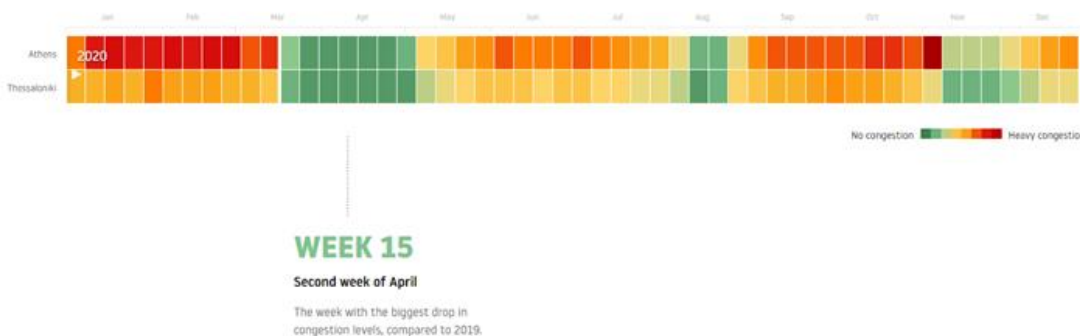 Jan Feb Mar Apr May Jun Jul Aug Sep Oct Nov Dec
Athens 2020
Thessaloniki
No congestion Heavy congestio
WEEK 15
Second week of April
The week with the biggest drop in
congestion levels, compared to 2019.